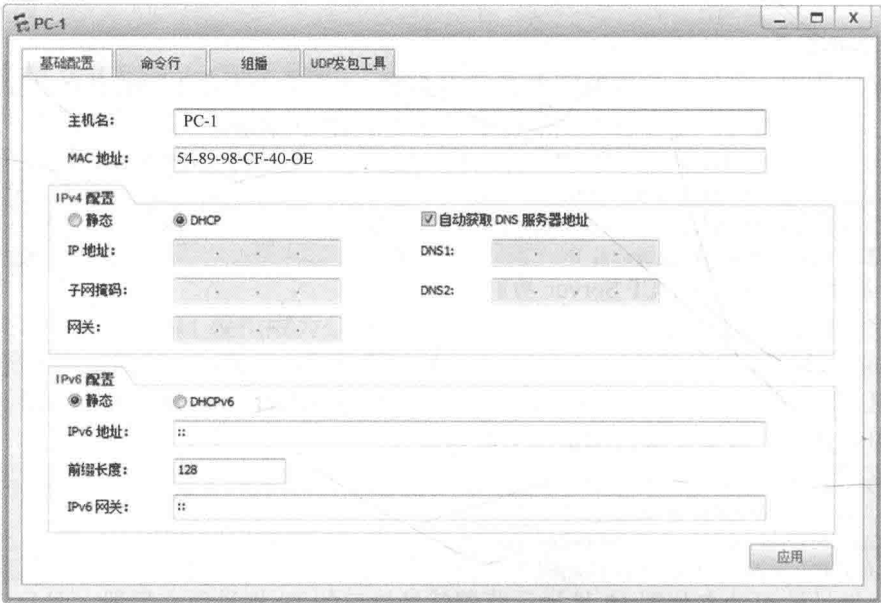 PC-1
X
基础配置 命令行 组播 UDP发包工具
主机名: PC-1
MAC 地址: 54-89-98-CF-40-OE
IPv4 配置
静态 DHCP 自动获取 DNS 服务器地址
IP 地址: . . . DNS1: . . .
子网掩码: . . . DNS2: . . .
网关: . . .
IPv6 配置
静态 DHCPv6
IPv6 地址: ::
前缀长度: 128
IPv6 网关: ::
应用